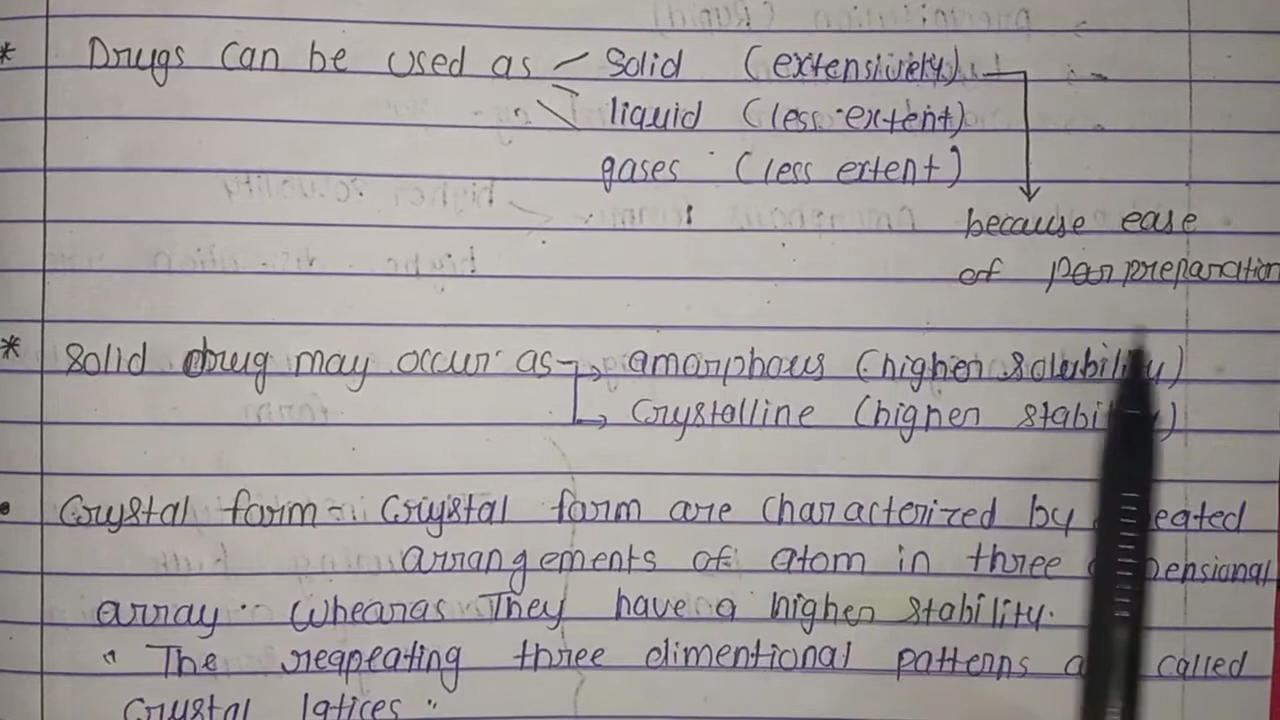 * Drugs can be used as - Solid (extensively)
liquid (less extent)
gases (less extent)
because ease
of preparation
* Solid drug may occur as → amorphous (higher solubility)
→ Crystalline (higher stability)
• Crystal form - Crystal form are characterized by
arrangements of atom in three
array. Whearas They have a higher stability.
" The reapeating three dimentional patterns called
Crystal latices "